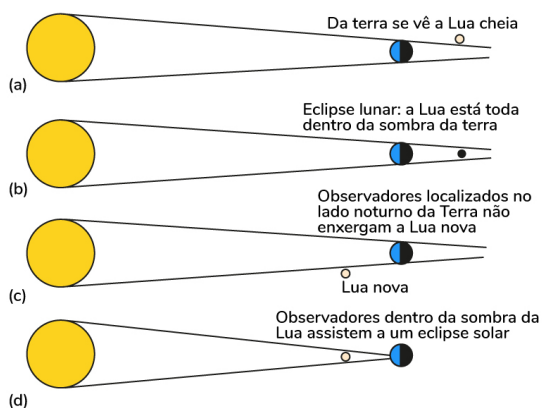 Da terra se vê a Lua cheia
(a)
Eclipse lunar: a Lua está toda
dentro da sombra da terra
(b)
Observadores localizados no
lado noturno da Terra não
enxergam a Lua nova
(c)
Lua nova
Observadores dentro da sombra da
Lua assistem a um eclipse solar
(d)